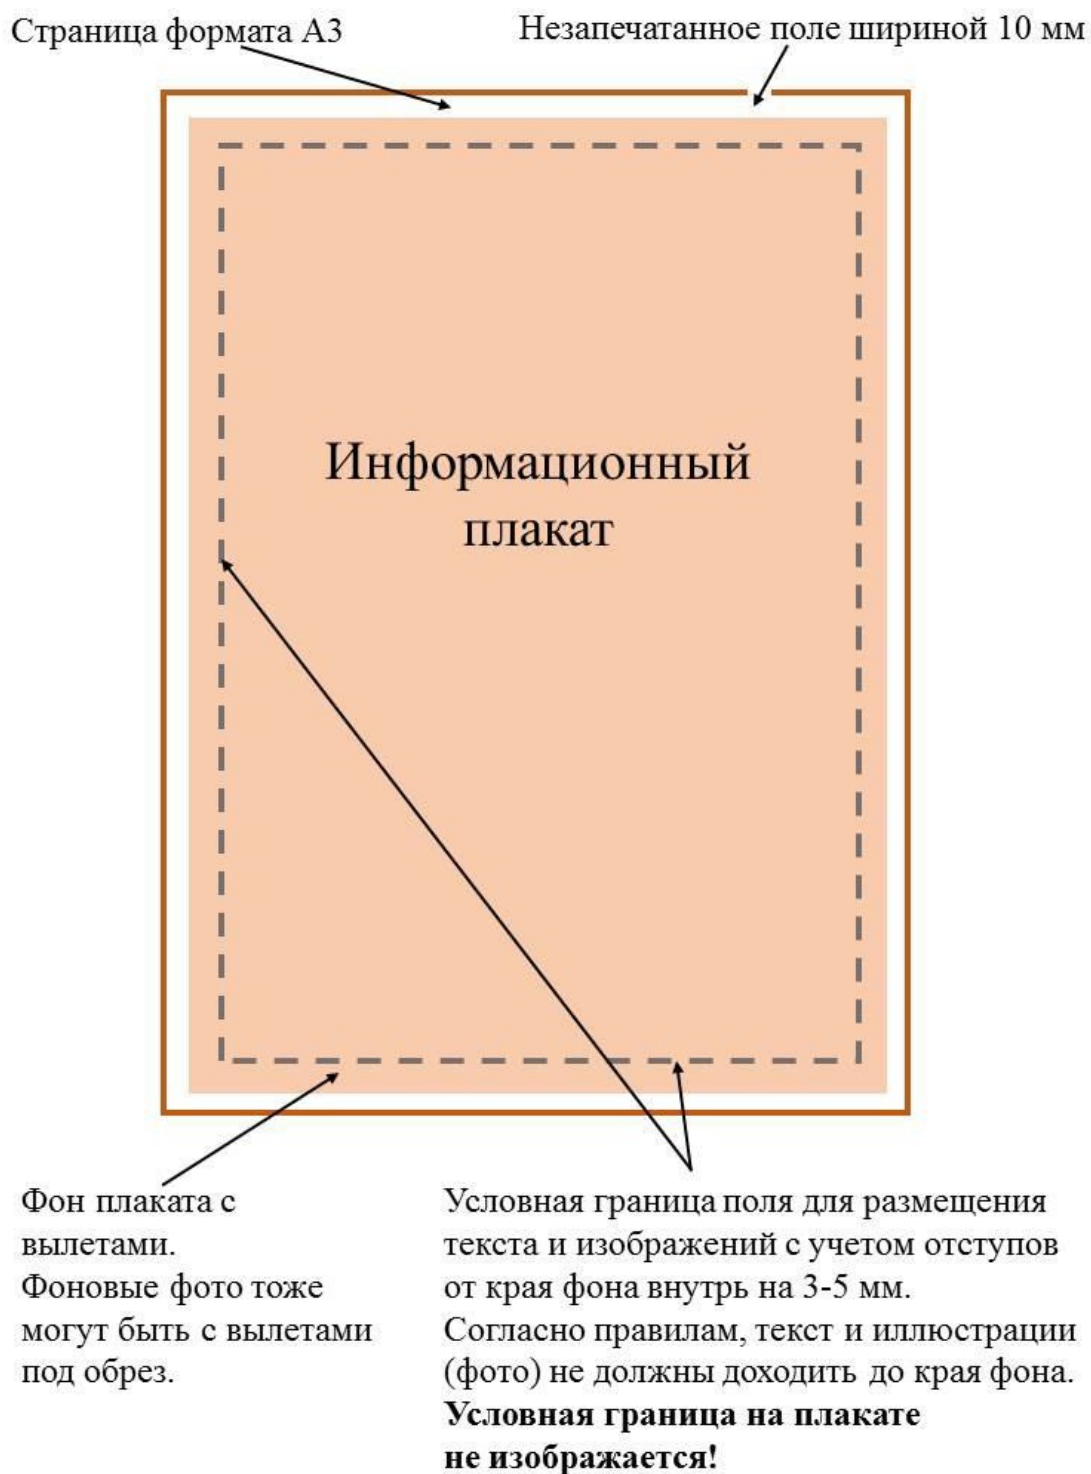 Страница формата А3
Незапечатанное поле шириной 10 мм
Информационный
плакат
Фон плаката с
вылетами.
Фоновые фото тоже
могут быть с вылетами
под обрез.
Условная граница поля для размещения
текста и изображений с учетом отступов
от края фона внутрь на 3-5 мм.
Согласно правилам, текст и иллюстрации
(фото) не должны доходить до края фона.
Условная граница на плакате
не изображается!